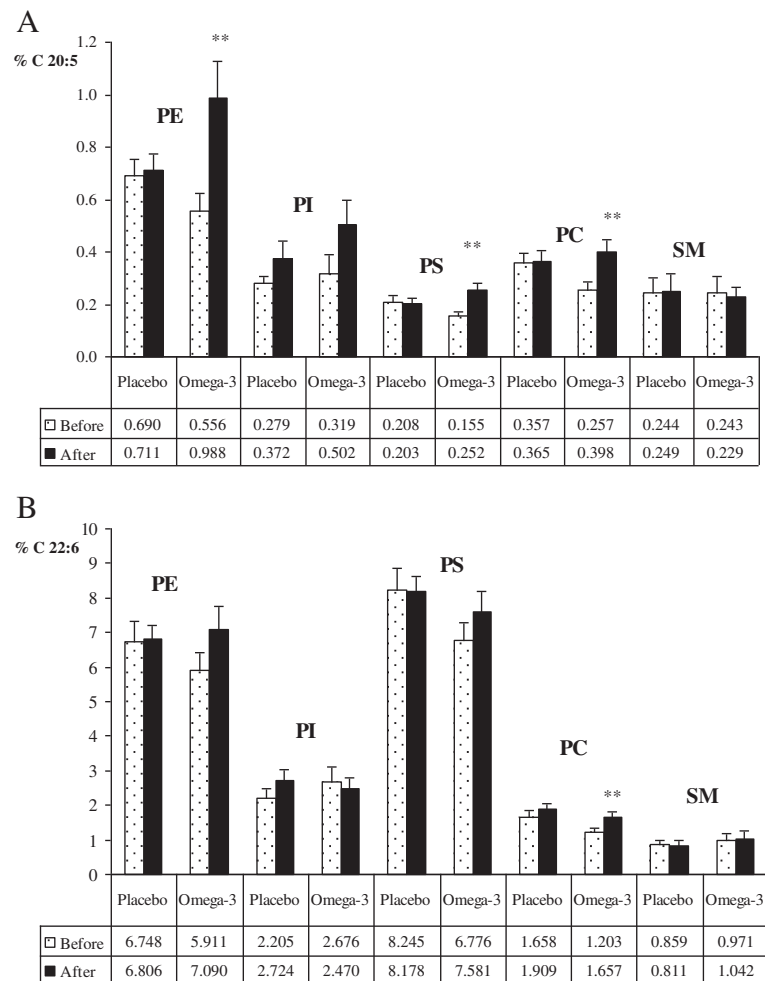 A
% C 20:5
1.2
1.0
0.8
0.6
0.4
0.2
0.0
**
PE
PI
PS
**
PC
**
SM
Placebo Omega-3 Placebo Omega-3 Placebo Omega-3 Placebo Omega-3 Placebo Omega-3
Before 0.690 0.556 0.279 0.319 0.208 0.155 0.357 0.257 0.244 0.243
After 0.711 0.988 0.372 0.502 0.203 0.252 0.365 0.398 0.249 0.229
B
% C 22:6
10
9
8
7
6
5
4
3
2
1
0
PE
PI
PS
PC
**
SM
Placebo Omega-3 Placebo Omega-3 Placebo Omega-3 Placebo Omega-3 Placebo Omega-3
Before 6.748 5.911 2.205 2.676 8.245 6.776 1.658 1.203 0.859 0.971
After 6.806 7.090 2.724 2.470 8.178 7.581 1.909 1.657 0.811 1.042